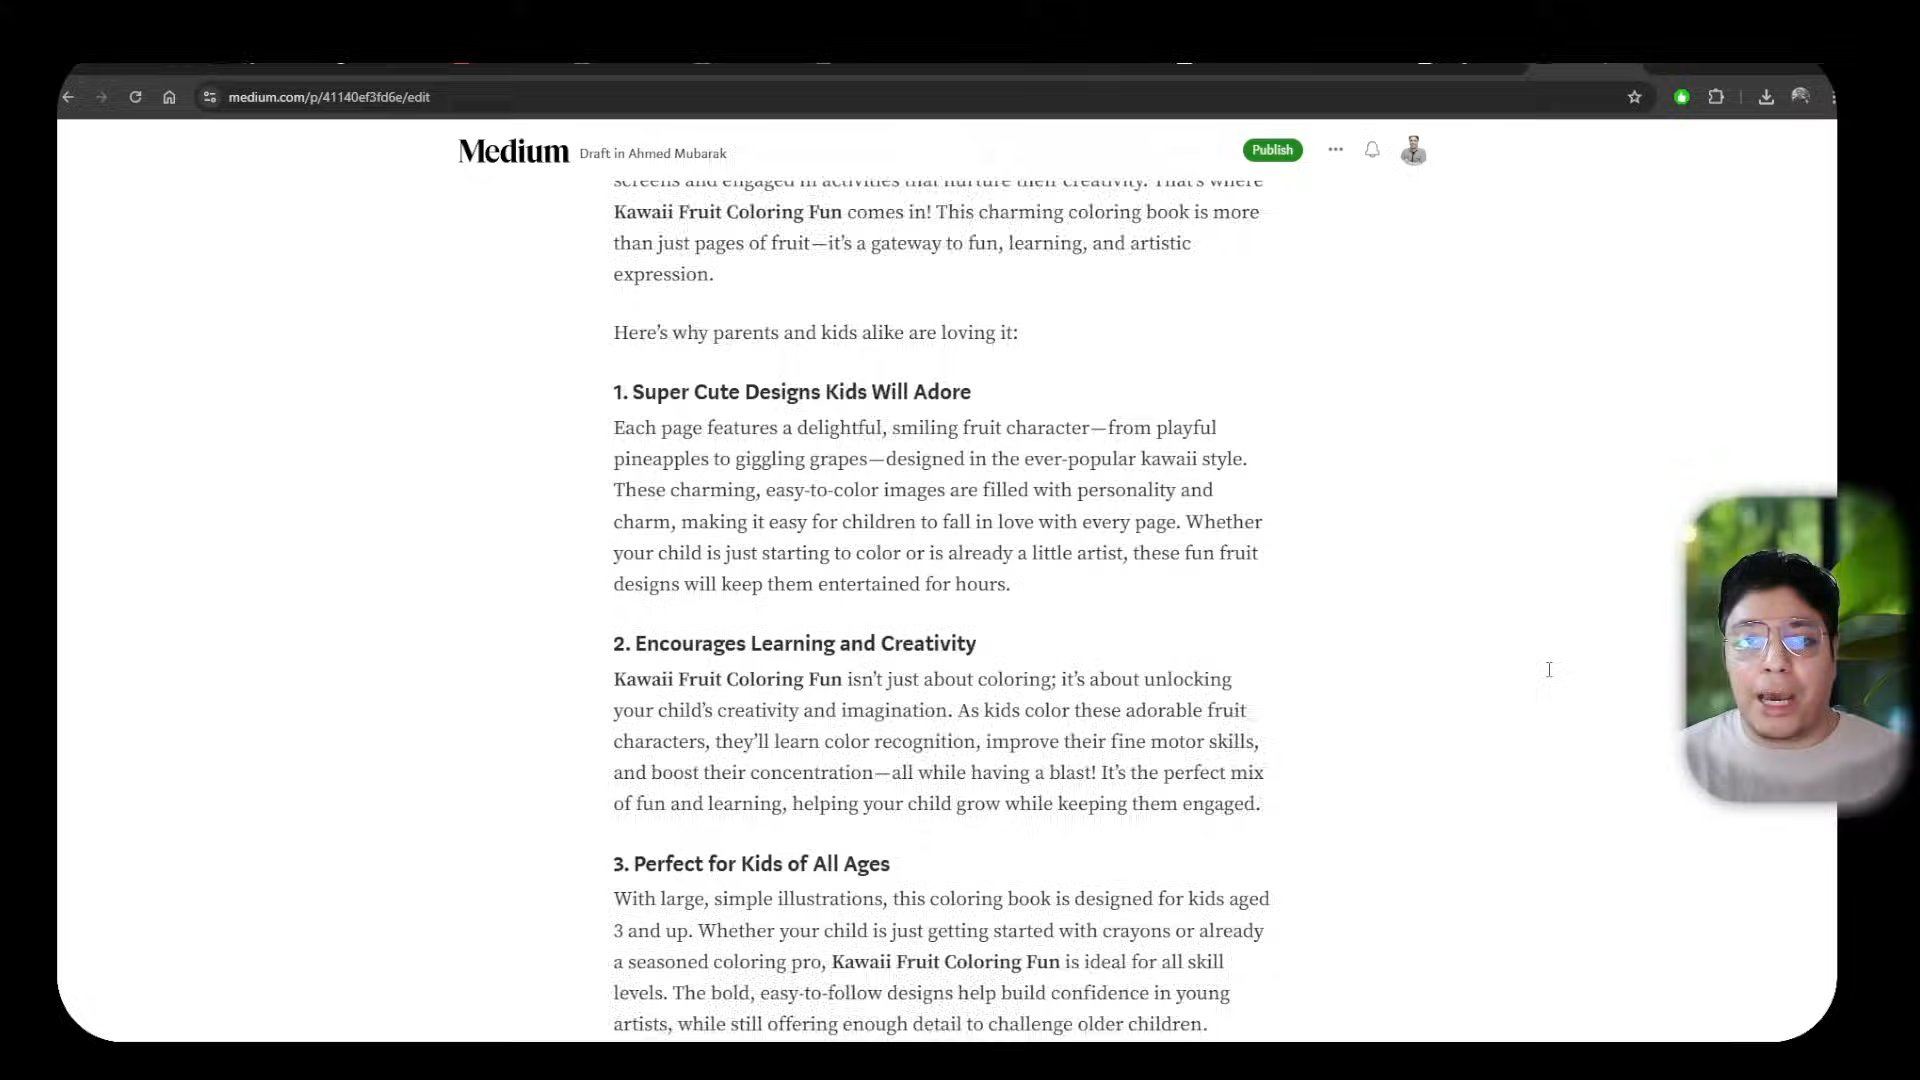 medium.com/p/41140ef3fd6e/edit
Medium Draft in Ahmed Mubarak
Publish
screens and engaged in activities that nurture their creativity. That’s where
Kawaii Fruit Coloring Fun comes in! This charming coloring book is more
than just pages of fruit—it’s a gateway to fun, learning, and artistic
expression.
Here’s why parents and kids alike are loving it:
1. Super Cute Designs Kids Will Adore
Each page features a delightful, smiling fruit character—from playful
pineapples to giggling grapes—designed in the ever-popular kawaii style.
These charming, easy-to-color images are filled with personality and
charm, making it easy for children to fall in love with every page. Whether
your child is just starting to color or is already a little artist, these fun fruit
designs will keep them entertained for hours.
2. Encourages Learning and Creativity
Kawaii Fruit Coloring Fun isn’t just about coloring; it’s about unlocking
your child’s creativity and imagination. As kids color these adorable fruit
characters, they’ll learn color recognition, improve their fine motor skills,
and boost their concentration—all while having a blast! It’s the perfect mix
of fun and learning, helping your child grow while keeping them engaged.
3. Perfect for Kids of All Ages
With large, simple illustrations, this coloring book is designed for kids aged
3 and up. Whether your child is just getting started with crayons or already
a seasoned coloring pro, Kawaii Fruit Coloring Fun is ideal for all skill
levels. The bold, easy-to-follow designs help build confidence in young
artists, while still offering enough detail to challenge older children.